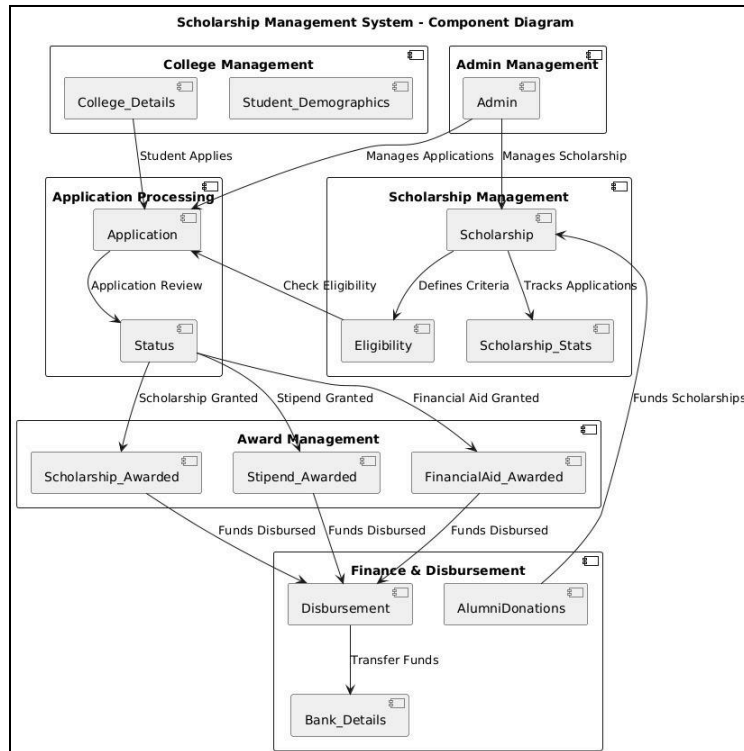 Scholarship Management System - Component Diagram
College Management
Admin Management
College_Details
Student_Demographics
Admin
Student Applies
Manages Applications
Manages Scholarship
Application Processing
Scholarship Management
Application
Scholarship
Application Review
Check Eligibility
Defines Criteria
Tracks Applications
Status
Eligibility
Scholarship_Stats
Scholarship Granted
Stipend Granted
Financial Aid Granted
Funds Scholarships
Award Management
Scholarship_Awarded
Stipend_Awarded
FinancialAid_Awarded
Funds Disbursed
Funds Disbursed
Funds Disbursed
Finance & Disbursement
Disbursement
AlumniDonations
Transfer Funds
Bank_Details